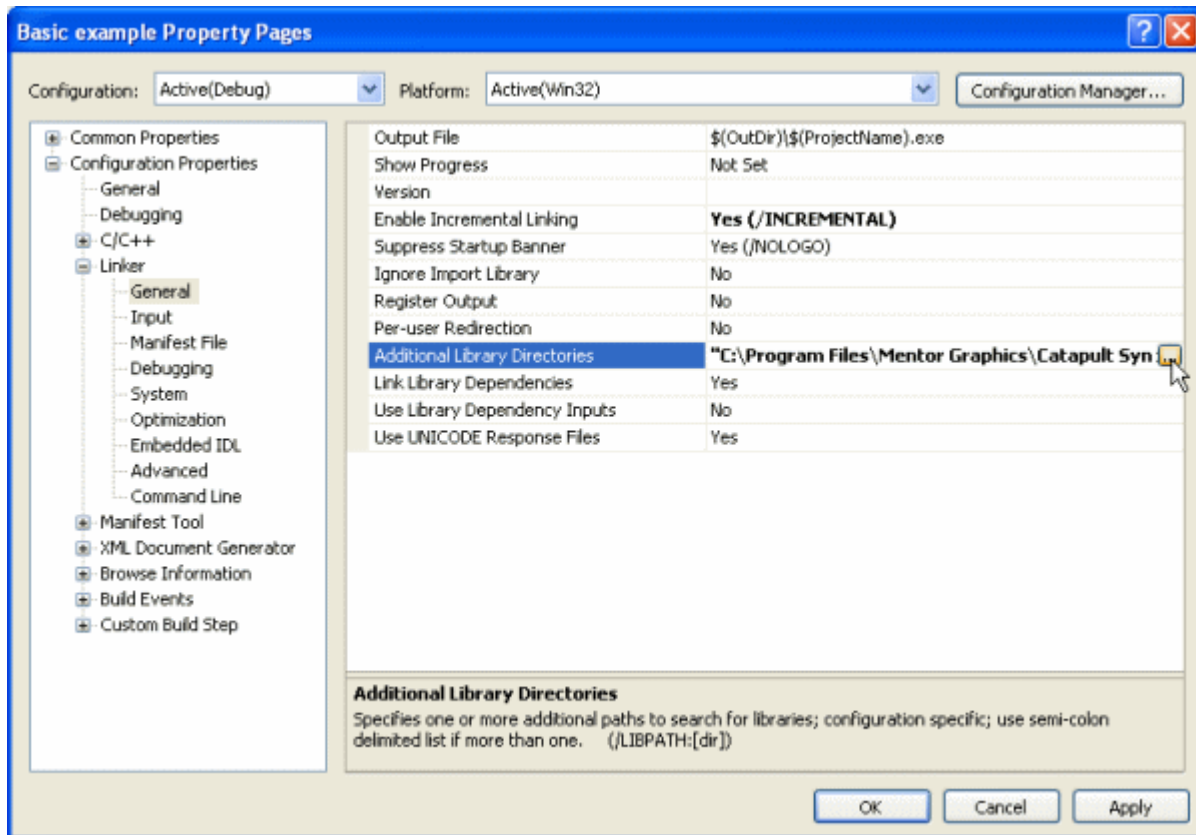 Basic example Property Pages
Configuration: Active(Debug) Platform: Active(Win32) Configuration Manager...
Common Properties
Configuration Properties
General
Debugging
C/C++
Linker
General
Input
Manifest File
Debugging
System
Optimization
Embedded IDL
Advanced
Command Line
Manifest Tool
XML Document Generator
Browse Information
Build Events
Custom Build Step
Output File $(OutDir)\$(ProjectName).exe
Show Progress Not Set
Version
Enable Incremental Linking Yes (/INCREMENTAL)
Suppress Startup Banner Yes (/NOLOGO)
Ignore Import Library No
Register Output No
Per-user Redirection No
Additional Library Directories "C:\Program Files\Mentor Graphics\Catapult Syn ...
Link Library Dependencies Yes
Use Library Dependency Inputs No
Use UNICODE Response Files Yes
Additional Library Directories
Specifies one or more additional paths to search for libraries; configuration specific; use semi-colon
delimited list if more than one. (/LIBPATH:[dir])
OK Cancel Apply